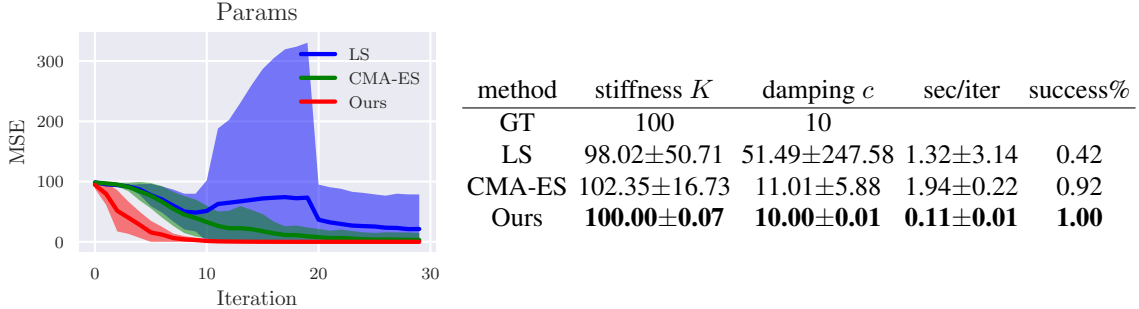 Params
MSE
300
200
100
0
LS
CMA-ES
Ours
0 10 20 30
Iteration
method stiffness K damping c sec/iter success%
GT 100 10
LS 98.02±50.71 51.49±247.58 1.32±3.14 0.42
CMA-ES 102.35±16.73 11.01±5.88 1.94±0.22 0.92
Ours 100.00±0.07 10.00±0.01 0.11±0.01 1.00